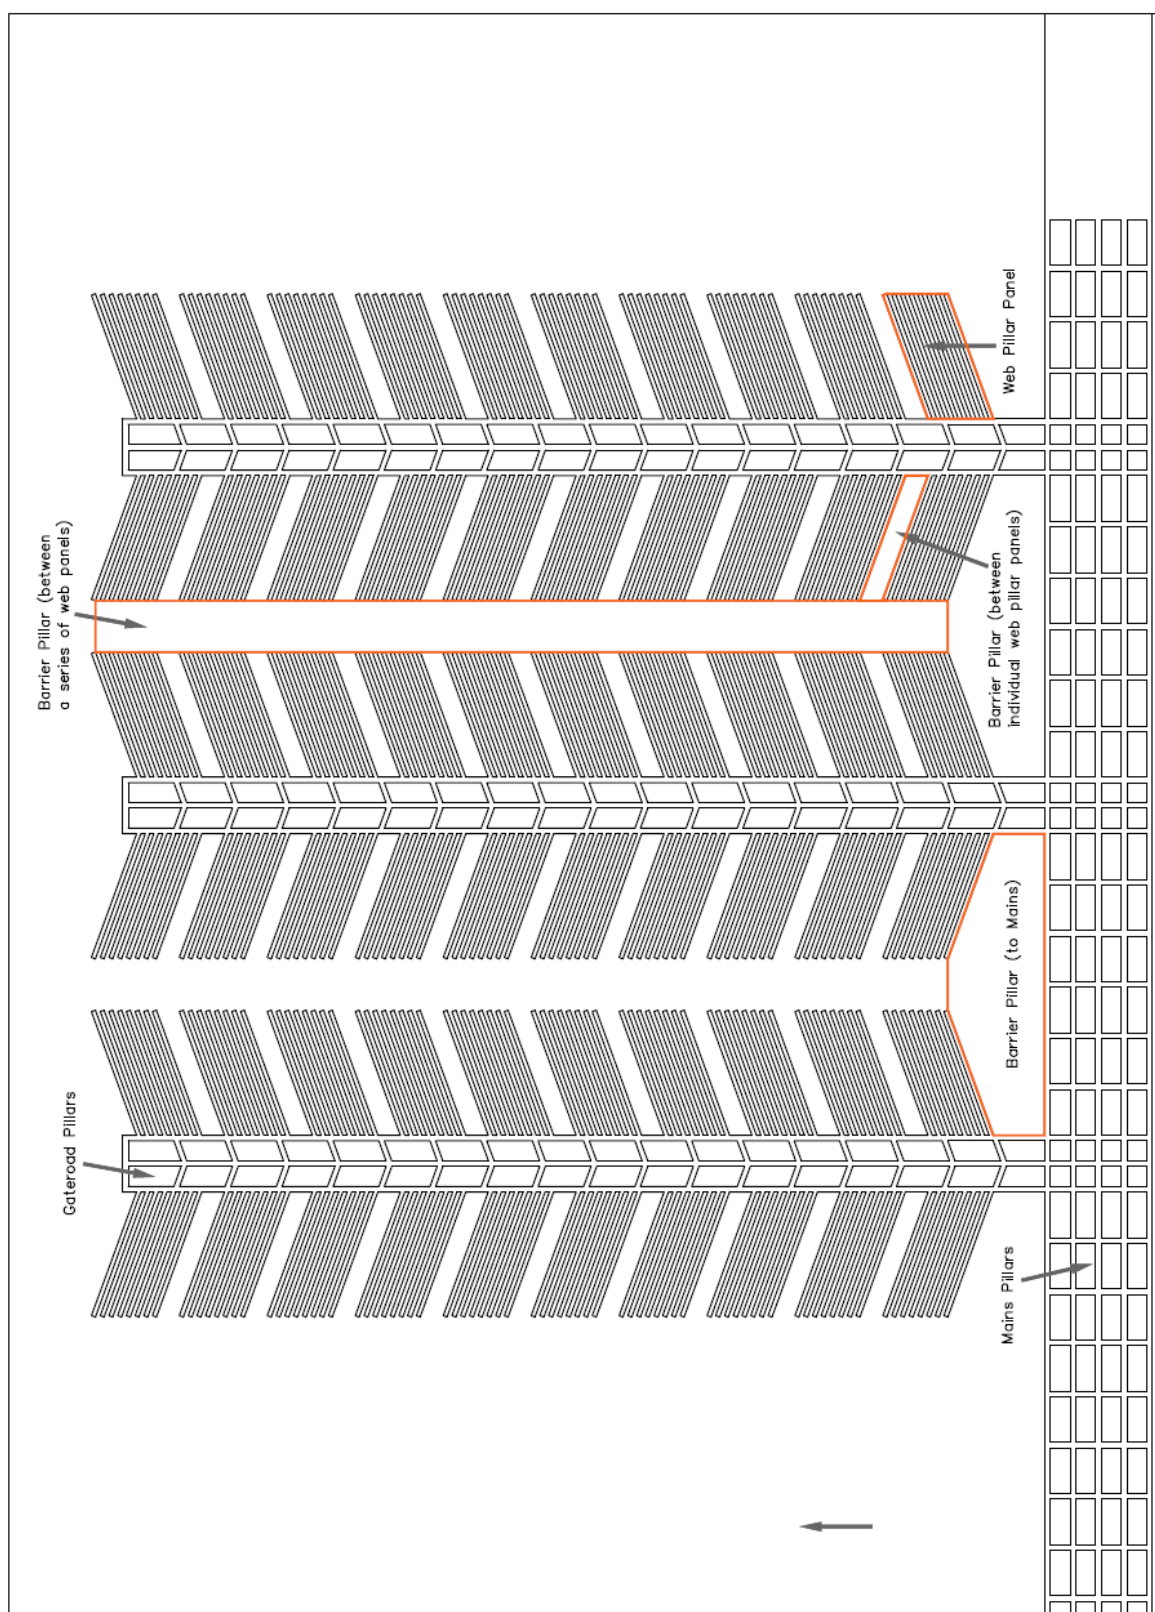 Web Pillar Panel
Barrier Pillar (between
a series of web panels)
Barrier Pillar (between
individual web pillar panels)
Barrier Pillar (to Mains)
Gateroad Pillars
Mains Pillars